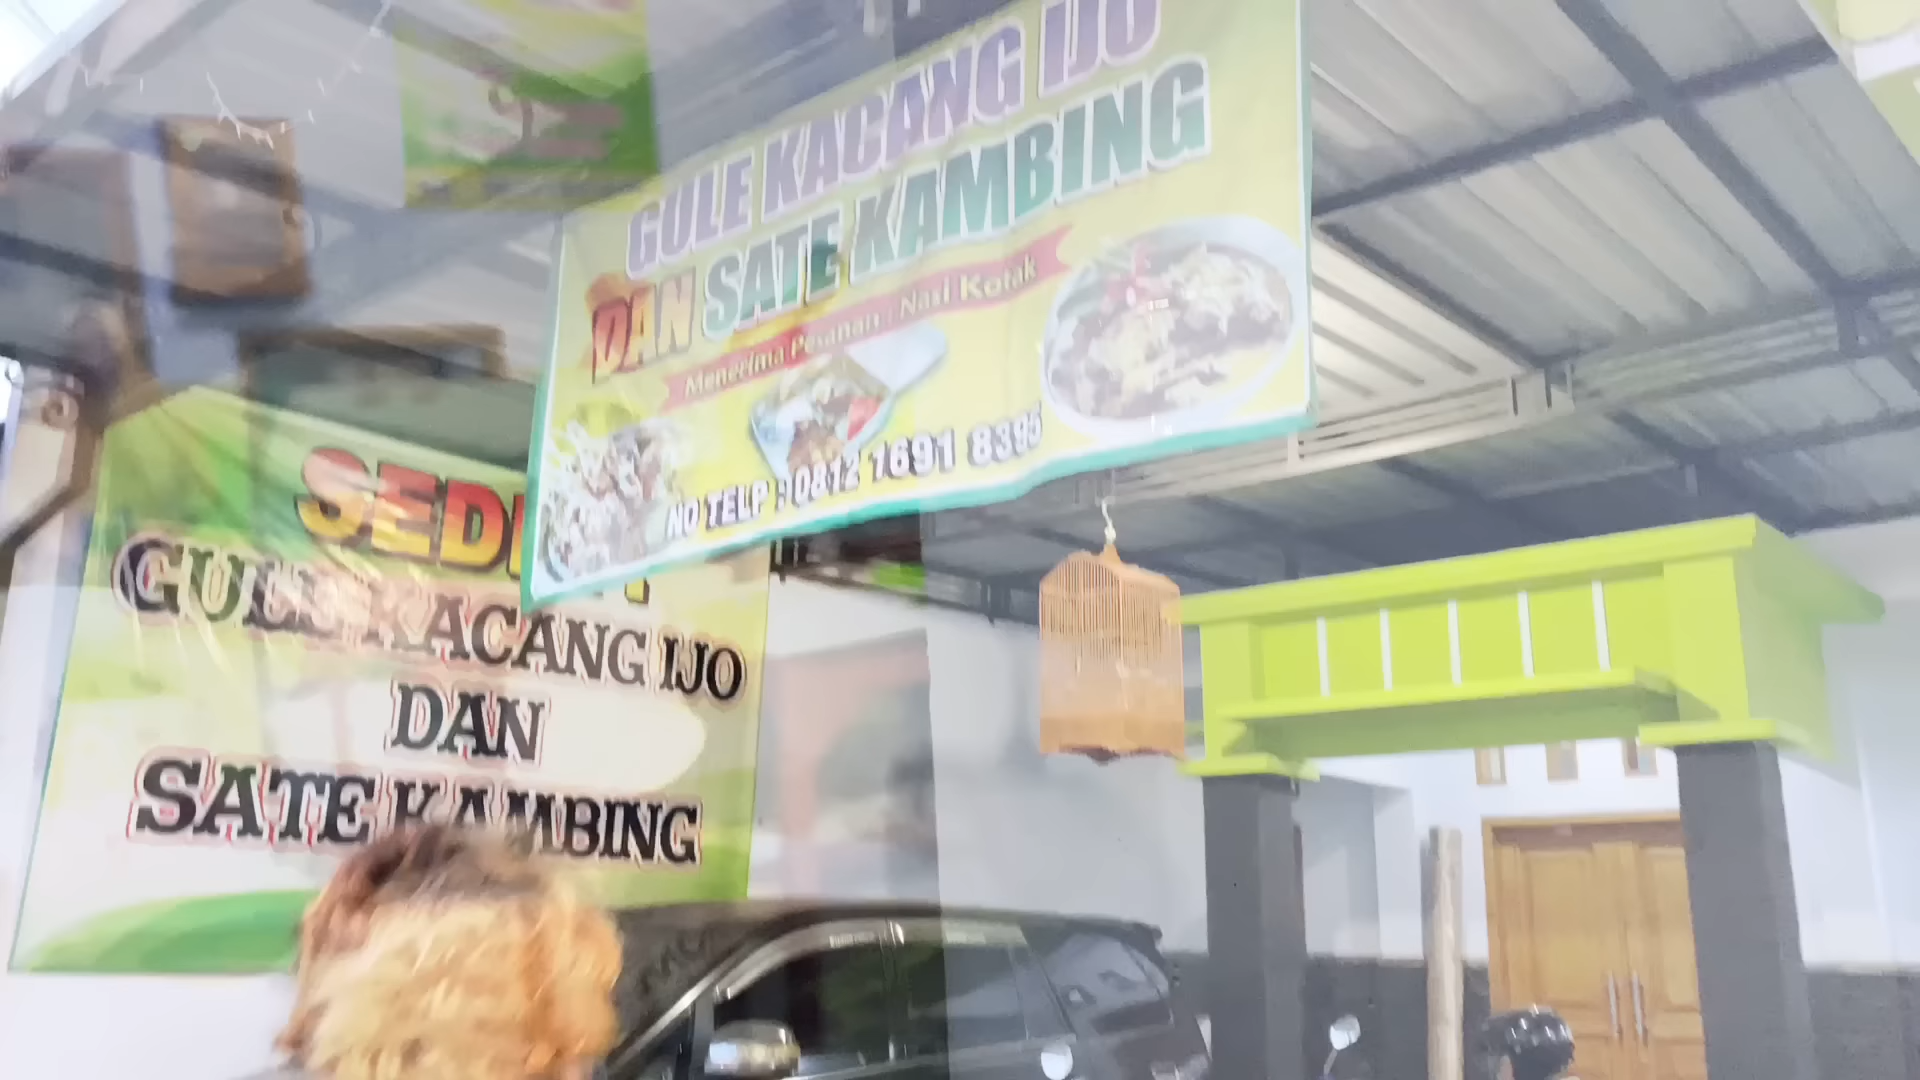 GULE KACANG IJO
DAN SATE KAMBING
Menerima Pesanan : Nasi Kotak
NO TELP : 0812 1691 8395
GULE KACANG IJO
DAN
SATE KAMBING